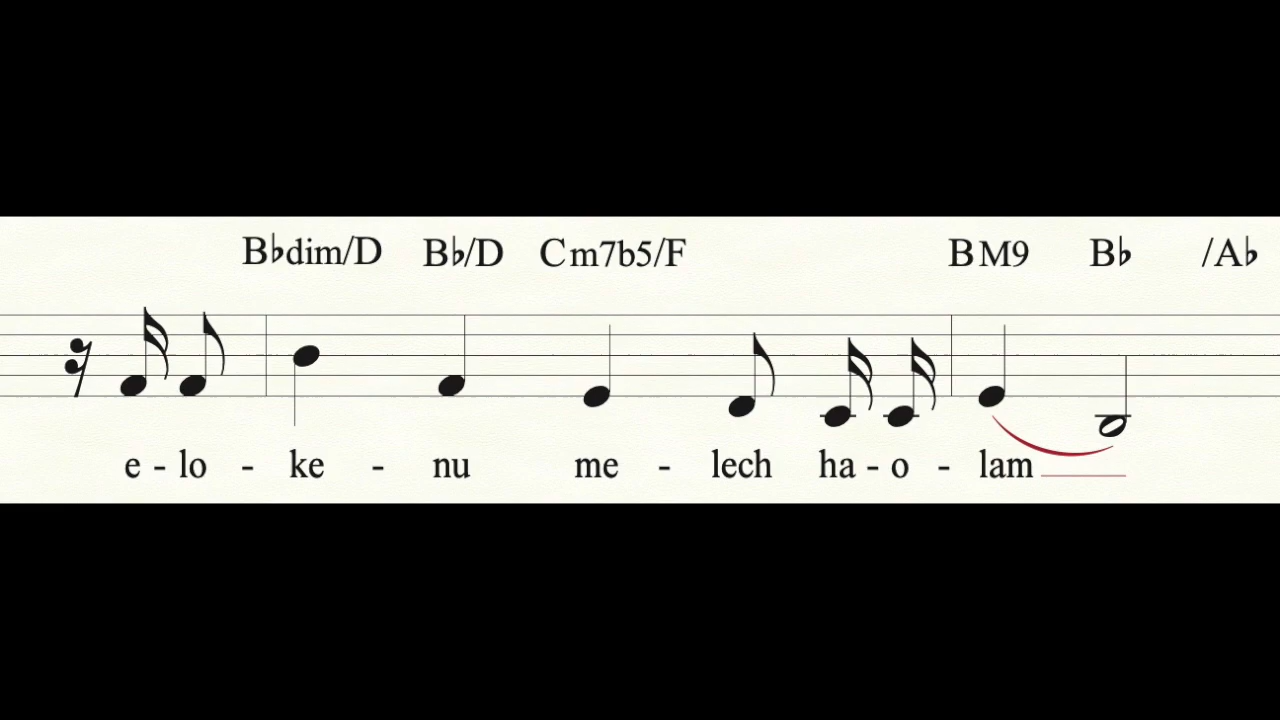 B♭dim/D B♭/D Cm7b5/F BM9 B♭ /A♭
e - lo - ke - nu me - lech ha - o - lam